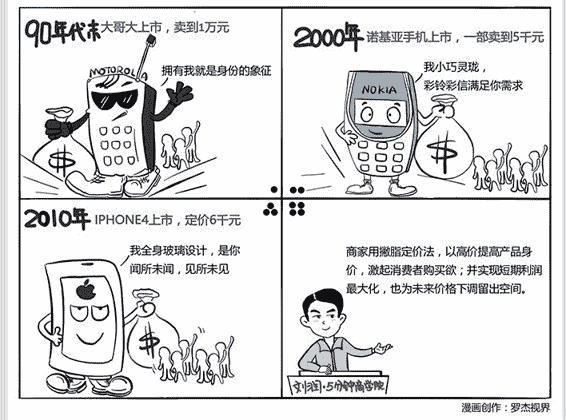 90年代末 大哥大上市，卖到1万元
MOTOROLA
拥有我就是身份的象征
$
2000年 诺基亚手机上市，一部卖到5千元
我小巧灵珑，
彩铃彩信满足你需求
NOKIA
$
2010年 IPHONE4上市，定价6千元
我全身玻璃设计，是你
闻所未闻，见所未见
$
商家用撇脂定价法，以高价提高产品身
价，激起消费者购买欲；并实现短期利润
最大化，也为未来价格下调留出空间。
刘润·5分钟商学院
漫画创作：罗杰视界